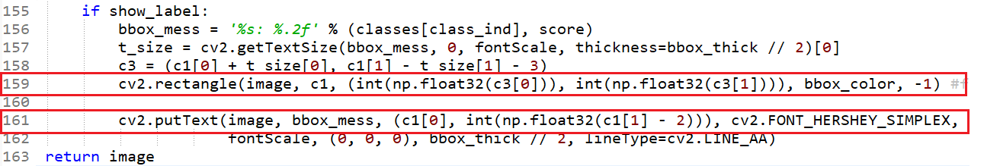 155 if show_label:
156 bbox_mess = '%s: %.2f' % (classes[class_ind], score)
157 t_size = cv2.getTextSize(bbox_mess, 0, fontScale, thickness=bbox_thick // 2)[0]
158 c3 = (c1[0] + t_size[0], c1[1] - t_size[1] - 3)
159 cv2.rectangle(image, c1, (int(np.float32(c3[0])), int(np.float32(c3[1]))), bbox_color, -1) #f
160
161 cv2.putText(image, bbox_mess, (c1[0], int(np.float32(c1[1] - 2))), cv2.FONT_HERSHEY_SIMPLEX,
162 fontScale, (0, 0, 0), bbox_thick // 2, lineType=cv2.LINE_AA)
163 return image